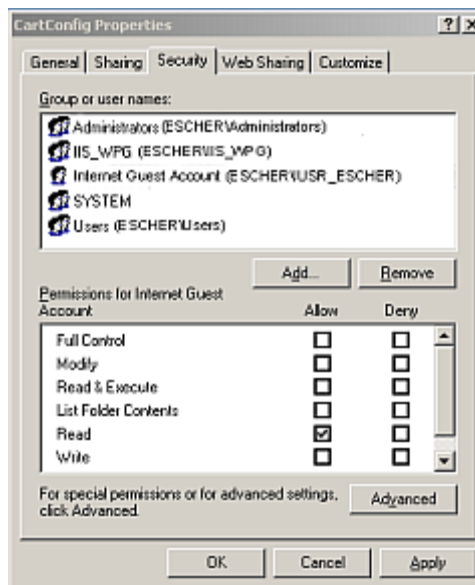 CartConfig Properties
General Sharing Security Web Sharing Customize
Group or user names:
Administrators (ESCHER\Administrators)
IIS_WPG (ESCHER\IIS_WPG)
Internet Guest Account (ESCHER\IUSR_ESCHER)
SYSTEM
Users (ESCHER\Users)
Add... Remove
Permissions for Internet Guest
Account Allow Deny
Full Control
Modify
Read & Execute
List Folder Contents
Read
Write
For special permissions or for advanced settings,
click Advanced.
Advanced
OK Cancel Apply